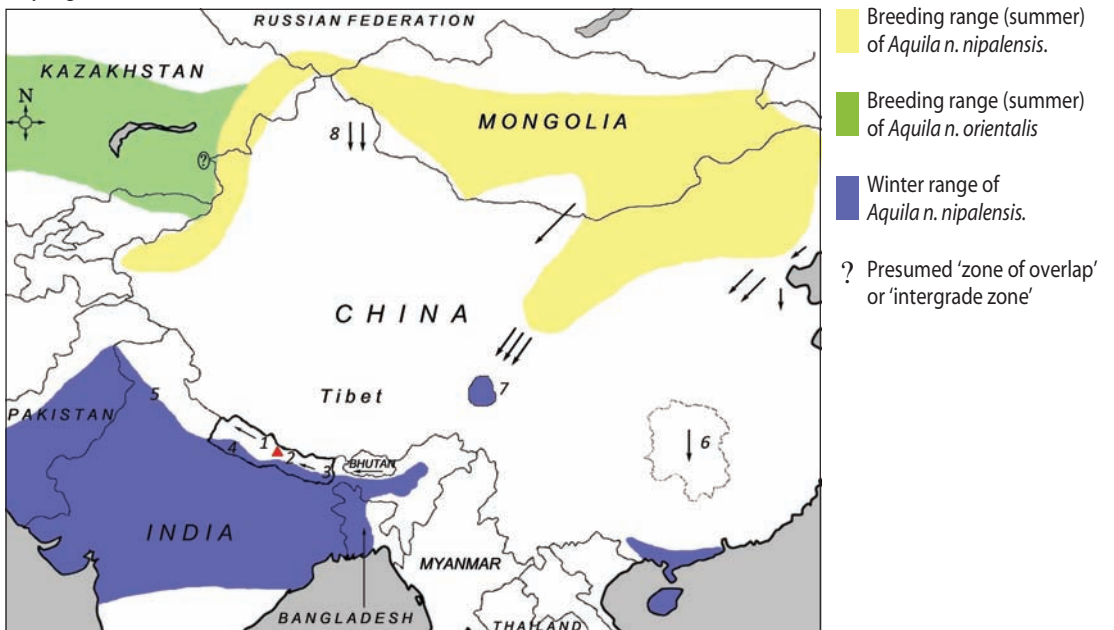 RUSSIAN FEDERATION
KAZAKHSTAN
N
8
MONGOLIA
?
CHINA
Tibet
7
5
PAKISTAN
1
4
2
3
BHUTAN
6
INDIA
MYANMAR
BANGLADESH
THAILAND
Breeding range (summer)
of Aquila n. nipalensis.
Breeding range (summer)
of Aquila n. orientalis
Winter range of
Aquila n. nipalensis.
? Presumed ‘zone of overlap’
or ‘intergrade zone’